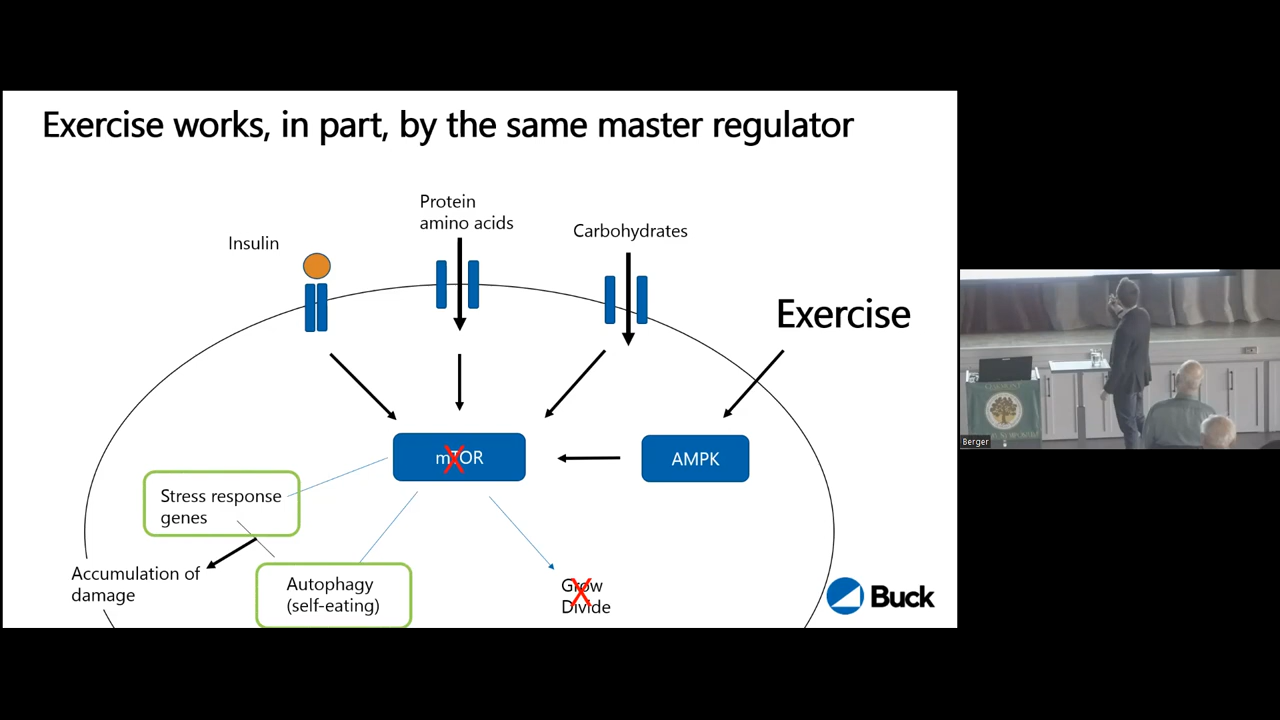 Exercise works, in part, by the same master regulator
Protein
amino acids
Insulin
Carbohydrates
Exercise
mTOR
AMPK
Stress response
genes
Accumulation of
damage
Autophagy
(self-eating)
Grow
Divide
Buck
Berger